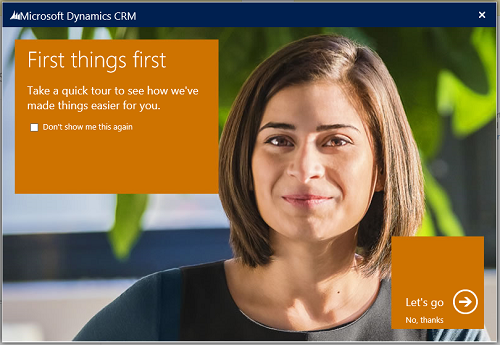 Microsoft Dynamics CRM
First things first
Take a quick tour to see how we've
made things easier for you.
Don't show me this again
Let's go
No, thanks